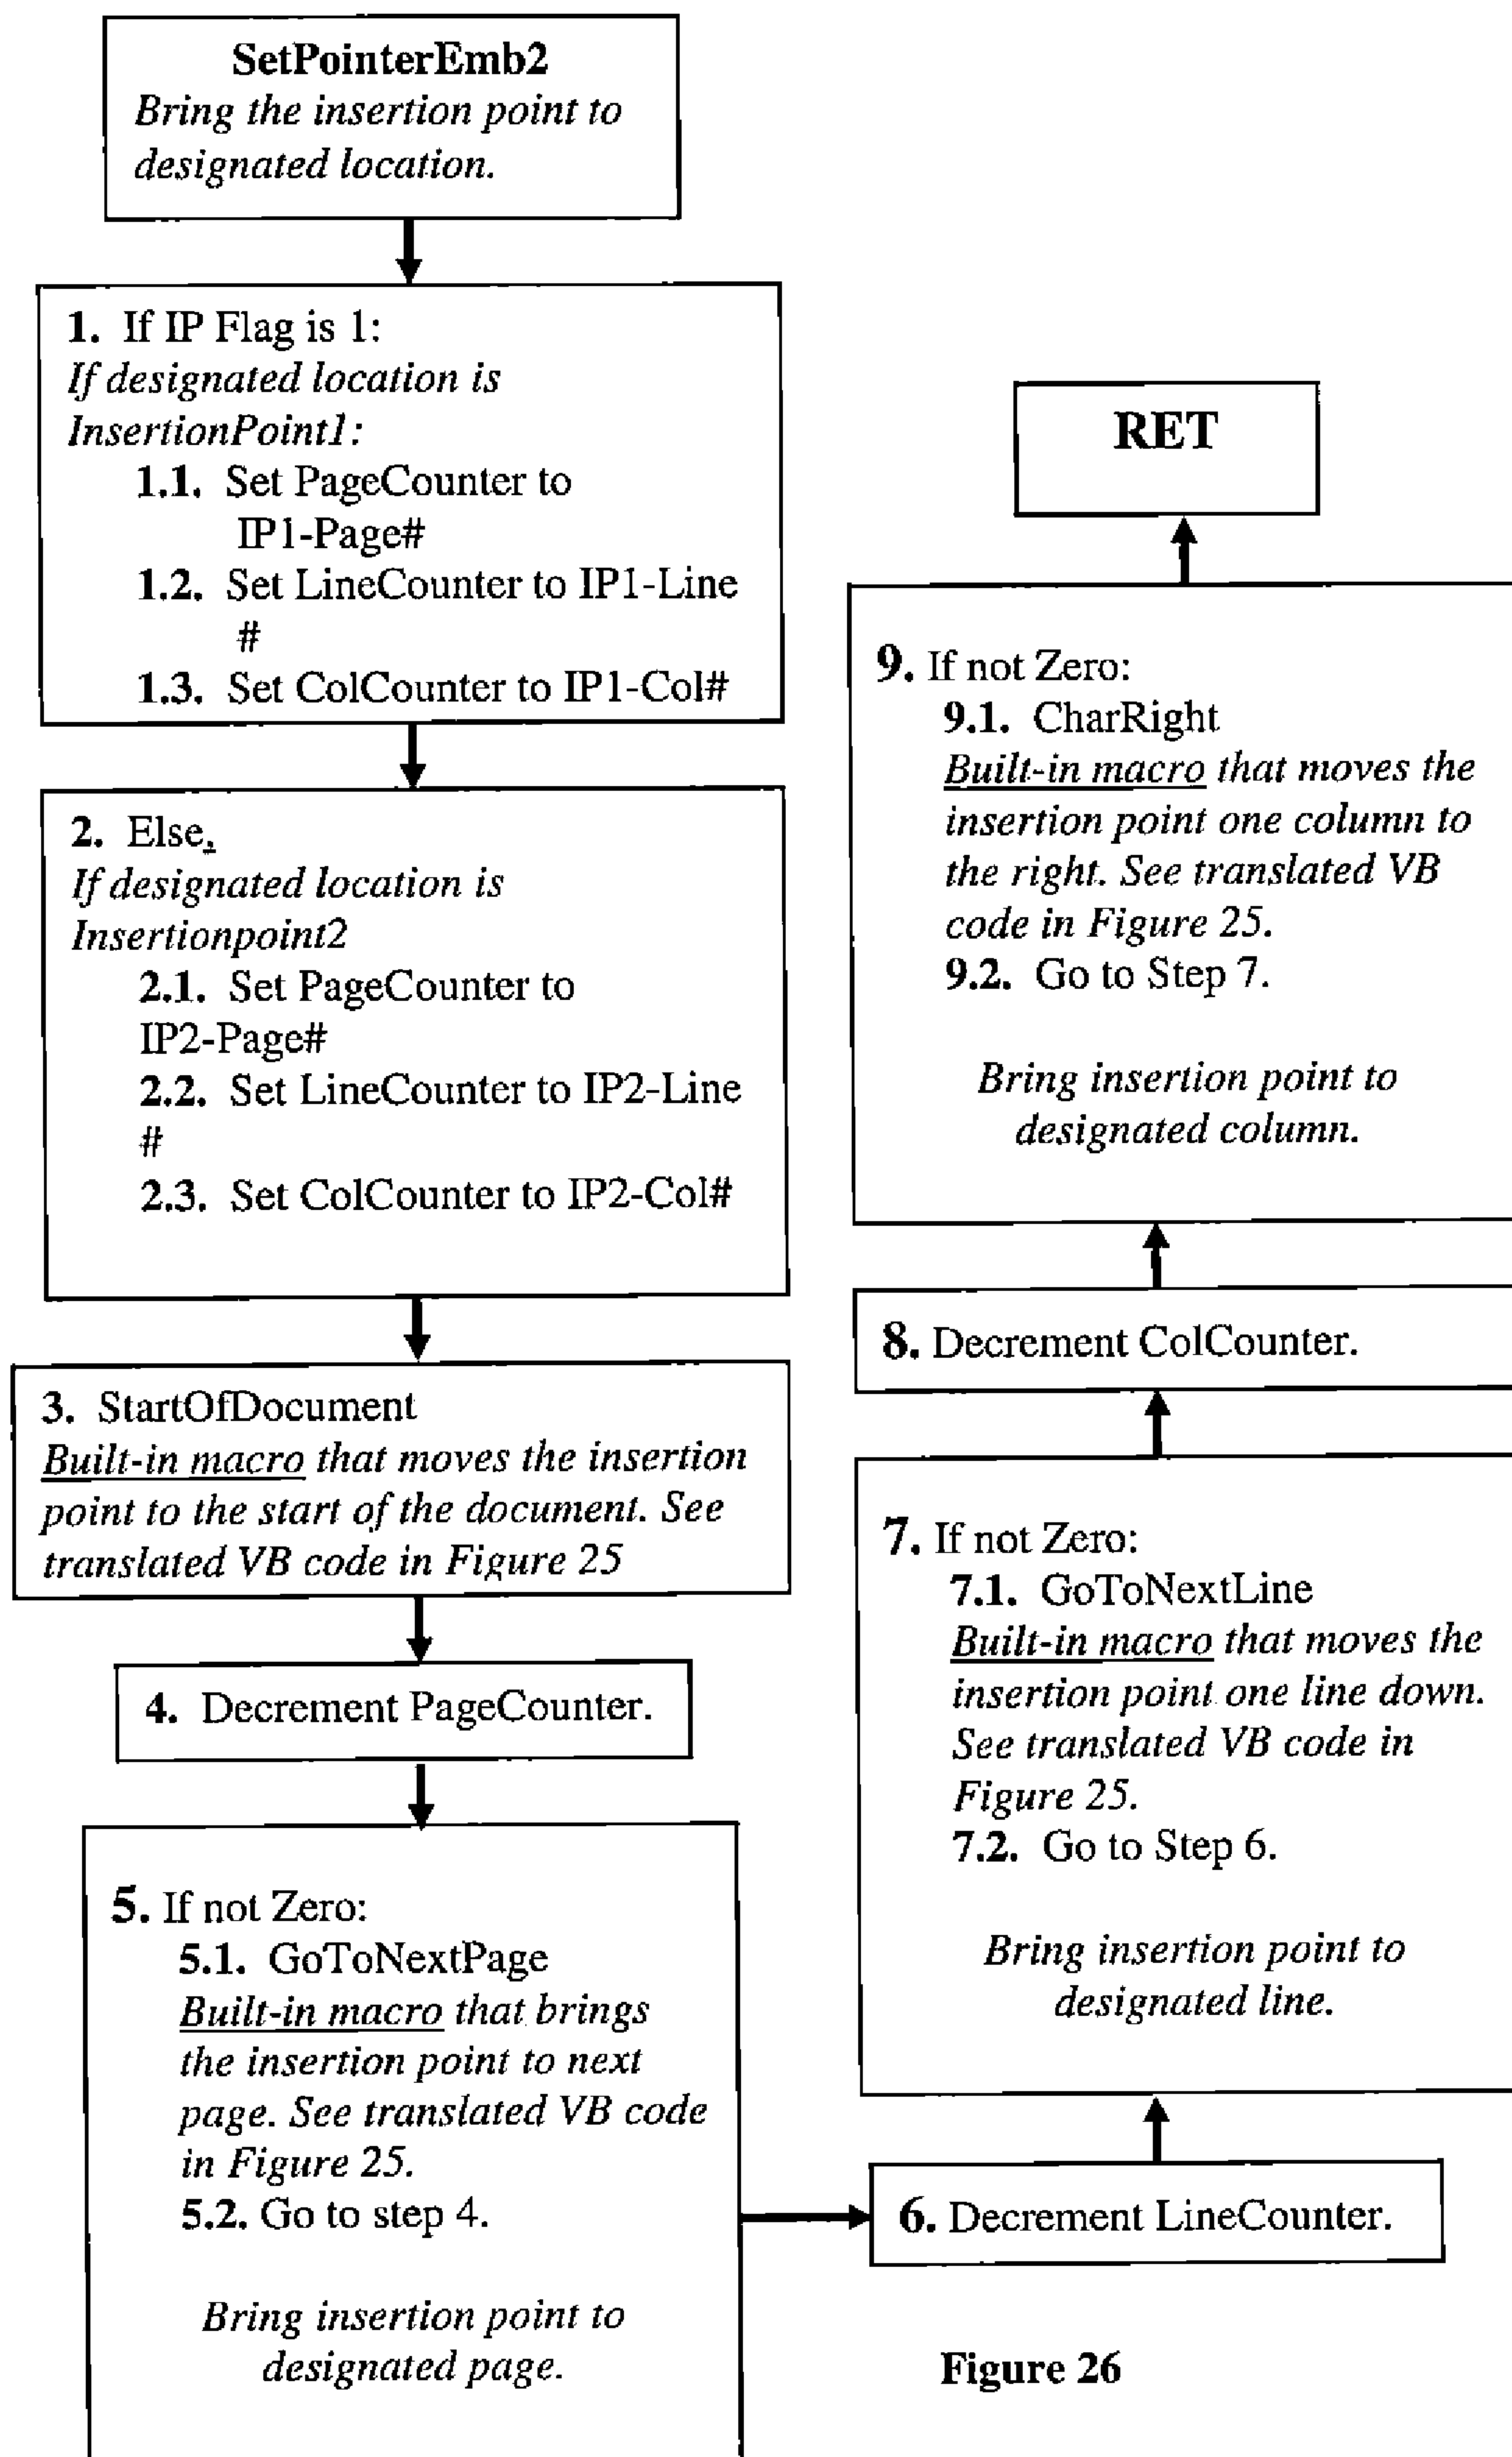 SetPointerEmb2
Bring the insertion point to
designated location.
1. If IP Flag is 1:
If designated location is
InsertionPoint1:
1.1. Set PageCounter to
IP1-Page#
1.2. Set LineCounter to IP1-Line
#
1.3. Set ColCounter to IP1-Col#
2. Else,
If designated location is
Insertionpoint2
2.1. Set PageCounter to
IP2-Page#
2.2. Set LineCounter to IP2-Line
#
2.3. Set ColCounter to IP2-Col#
3. StartOfDocument
Built-in macro that moves the insertion
point to the start of the document. See
translated VB code in Figure 25
4. Decrement PageCounter.
5. If not Zero:
5.1. GoToNextPage
Built-in macro that brings
the insertion point to next
page. See translated VB code
in Figure 25.
5.2. Go to step 4.
Bring insertion point to
designated page.
6. Decrement LineCounter.
7. If not Zero:
7.1. GoToNextLine
Built-in macro that moves the
insertion point one line down.
See translated VB code in
Figure 25.
7.2. Go to Step 6.
Bring insertion point to
designated line.
8. Decrement ColCounter.
9. If not Zero:
9.1. CharRight
Built-in macro that moves the
insertion point one column to
the right. See translated VB
code in Figure 25.
9.2. Go to Step 7.
Bring insertion point to
designated column.
RET
Figure 26